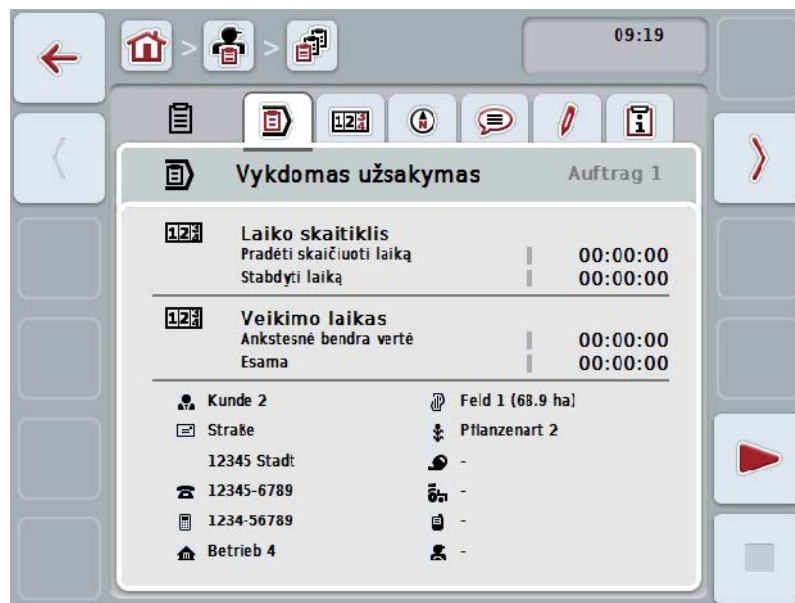 09:19
Vykdomas užsakymas Auftrag 1
Laiko skaitiklis
Pradėti skaičiuoti laiką 00:00:00
Stabdyti laiką 00:00:00
Veikimo laikas
Ankstesnė bendra vertė 00:00:00
Esama 00:00:00
Kunde 2 Feld 1 (68.9 ha)
Straße Pflanzenart 2
12345 Stadt -
12345-6789 -
1234-56789 -
Betrieb 4 -